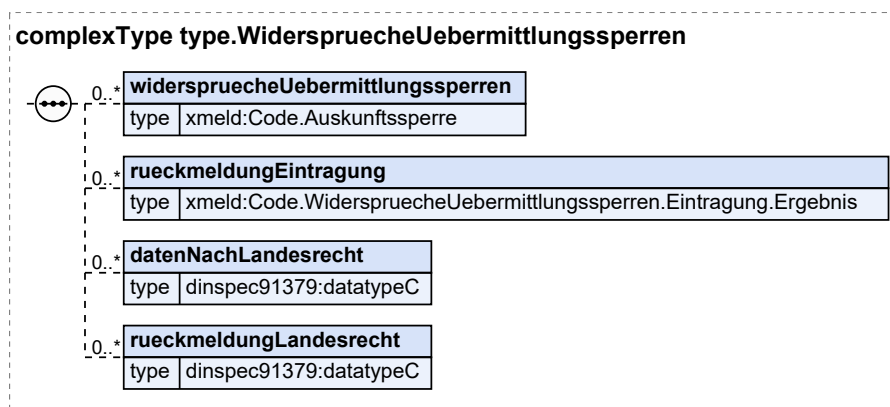 complexType type.WiderspruecheUebermittlungssperren
0..* widerspruecheUebermittlungssperren
type xmeld:Code.Auskunftssperre
0..* rueckmeldungEintragung
type xmeld:Code.WiderspruecheUebermittlungssperren.Eintragung.Ergebnis
0..* datenNachLandesrecht
type dinspec91379:datatypeC
0..* rueckmeldungLandesrecht
type dinspec91379:datatypeC